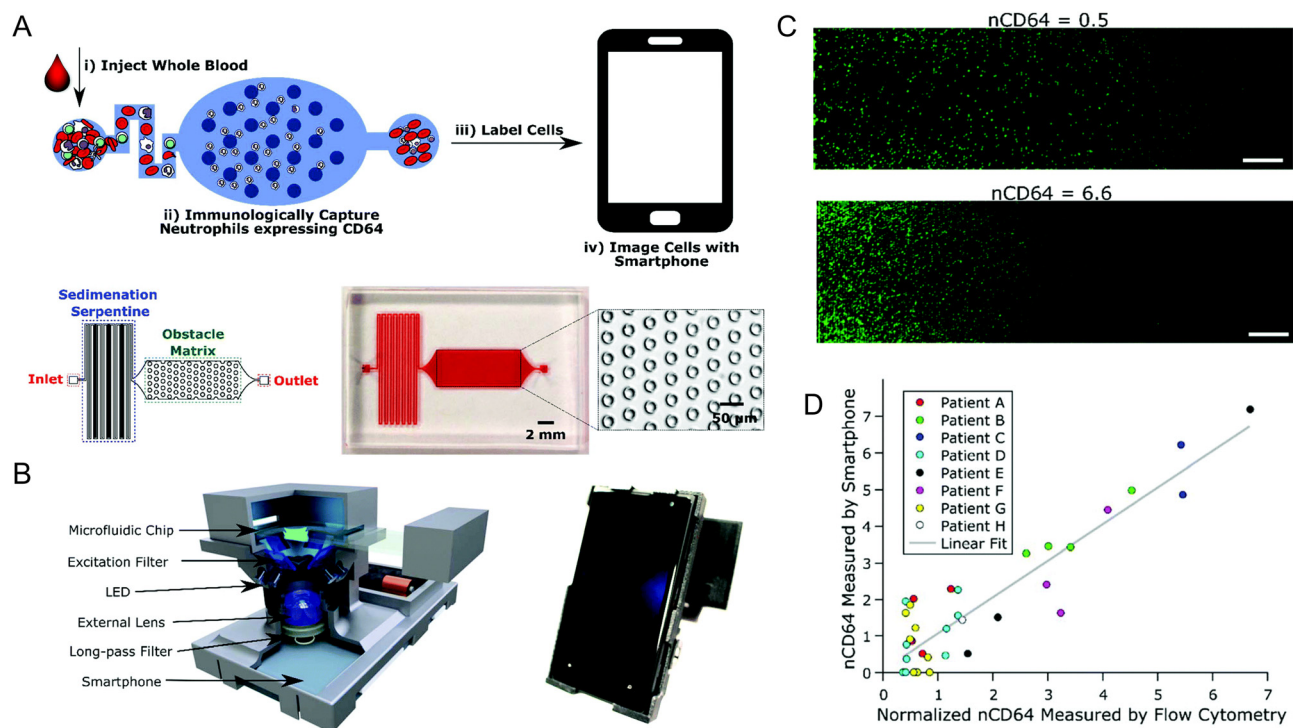 A
i) Inject Whole Blood
iii) Label Cells
ii) Immunologically Capture
Neutrophils expressing CD64
iv) Image Cells with
Smartphone
Sedimenation
Serpentine
Obstacle
Matrix
Inlet
Outlet
2 mm
50 µm
B
Microfluidic Chip
Excitation Filter
LED
External Lens
Long-pass Filter
Smartphone
C
nCD64 = 0.5
nCD64 = 6.6
D
nCD64 Measured by Smartphone
7
6
5
4
3
2
1
0
Patient A
Patient B
Patient C
Patient D
Patient E
Patient F
Patient G
Patient H
Linear Fit
0 1 2 3 4 5 6 7
Normalized nCD64 Measured by Flow Cytometry